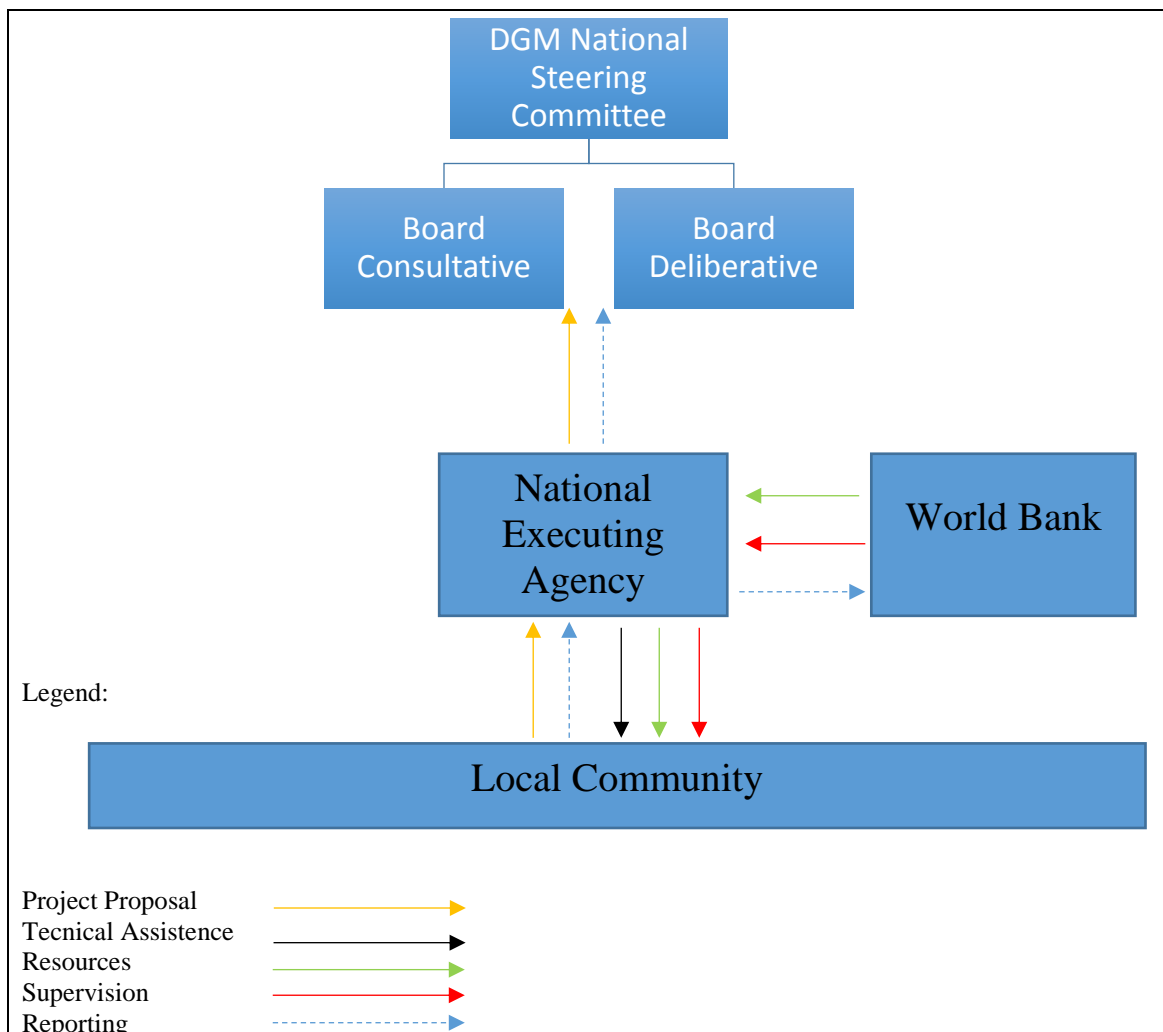 DGM National
Steering
Committee
Board
Consultative
Board
Deliberative
National
Executing
Agency
World Bank
Legend:
Local Community
Project Proposal
Tecnical Assistence
Resources
Supervision
Reporting